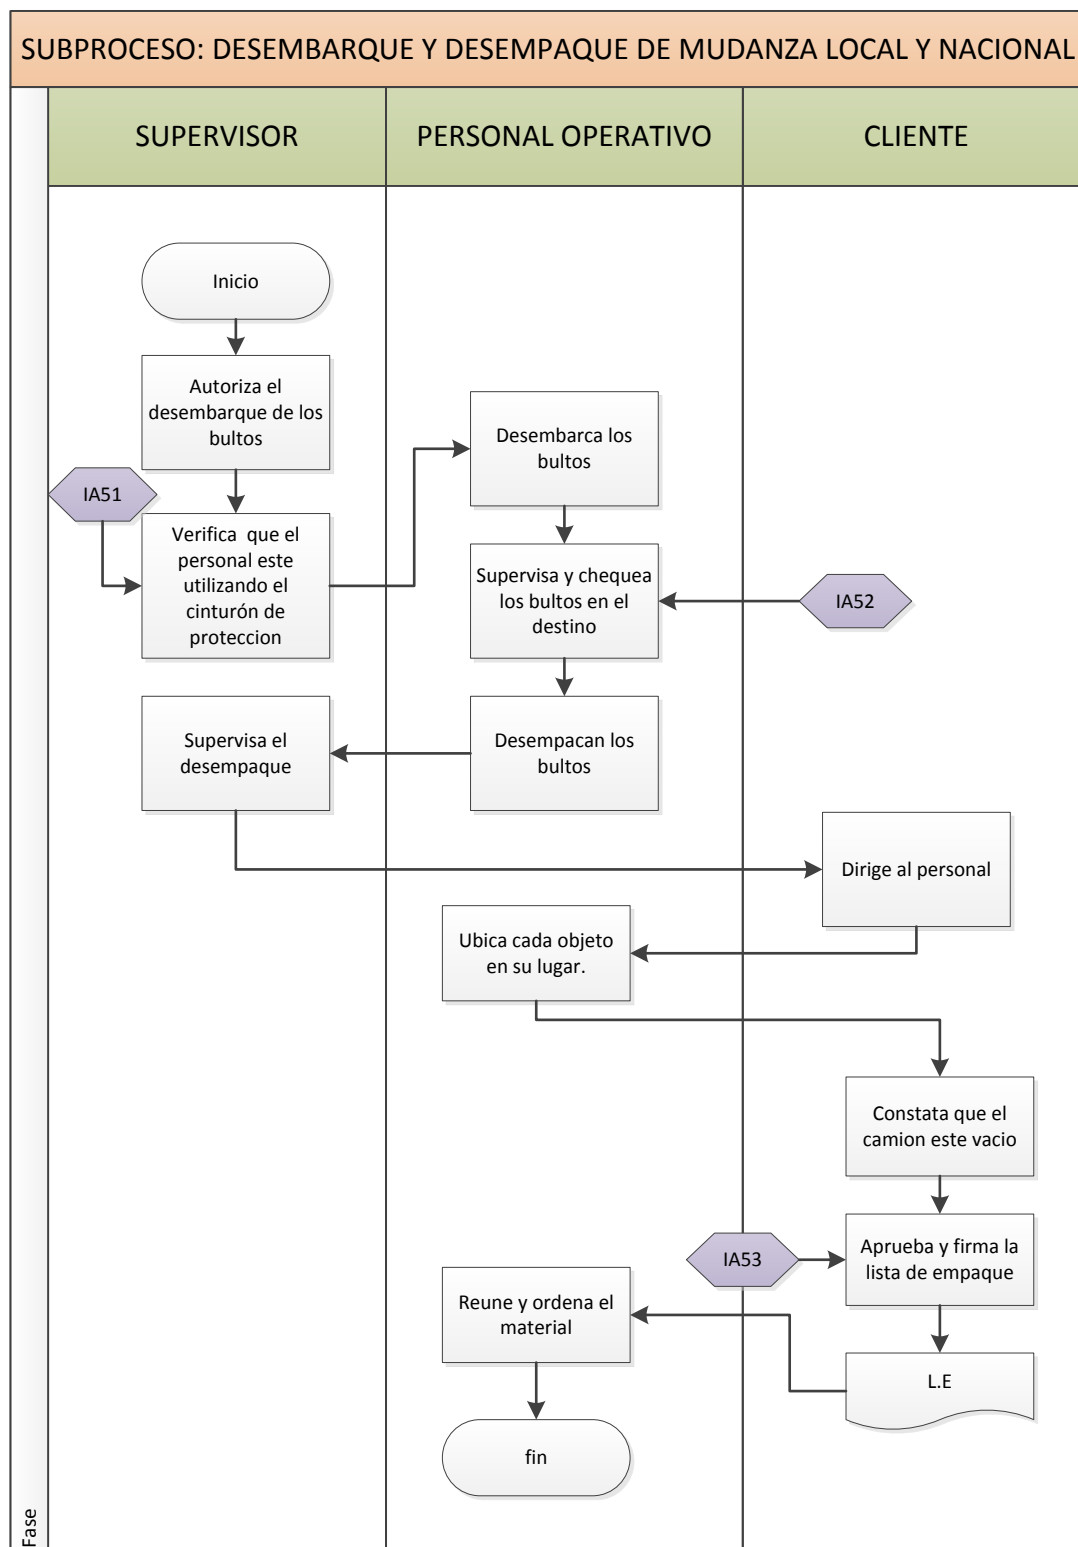 SUBPROCESO: DESEMBARQUE Y DESEMPAQUE DE MUDANZA LOCAL Y NACIONAL
SUPERVISOR
PERSONAL OPERATIVO
CLIENTE
Inicio
Autoriza el
desembarque de los
bultos
Desembarca los
bultos
IA51
Verifica que el
personal este
utilizando el
cinturón de
proteccion
Supervisa y chequea
los bultos en el
destino
IA52
Supervisa el
desempaque
Desempacan los
bultos
Dirige al personal
Ubica cada objeto
en su lugar.
Constata que el
camion este vacio
IA53
Aprueba y firma la
lista de empaque
Reune y ordena el
material
L.E
fin
Fase